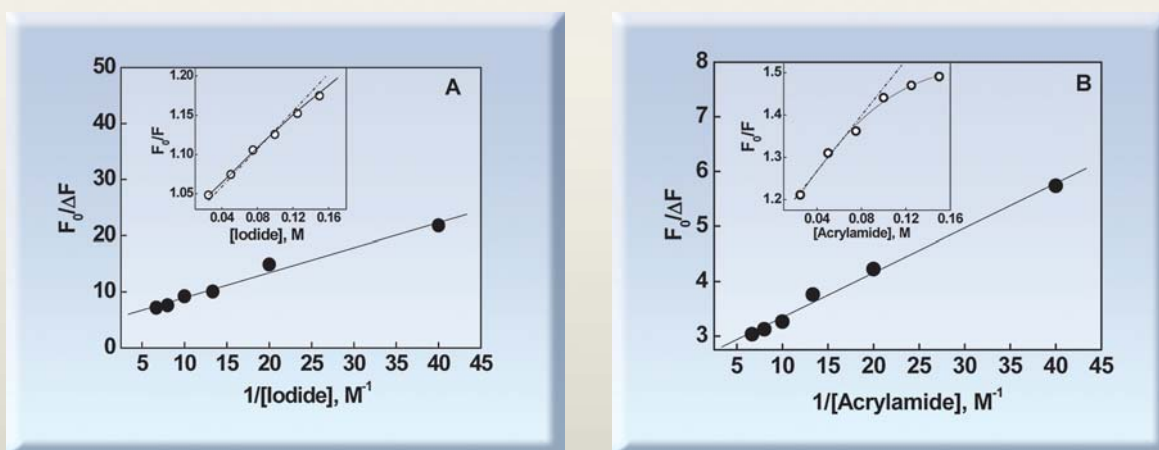 A
50
40
30
20
10
0
F₀/ΔF
5 10 15 20 25 30 35 40 45
1/[Iodide], M⁻¹
1.20
1.15
1.10
1.05
F₀/F
0.04 0.08 0.12 0.16
[Iodide], M
B
8
7
6
5
4
3
F₀/ΔF
5 10 15 20 25 30 35 40 45
1/[Acrylamide], M⁻¹
1.5
1.4
1.3
1.2
F₀/F
0.04 0.08 0.12 0.16
[Acrylamide], M